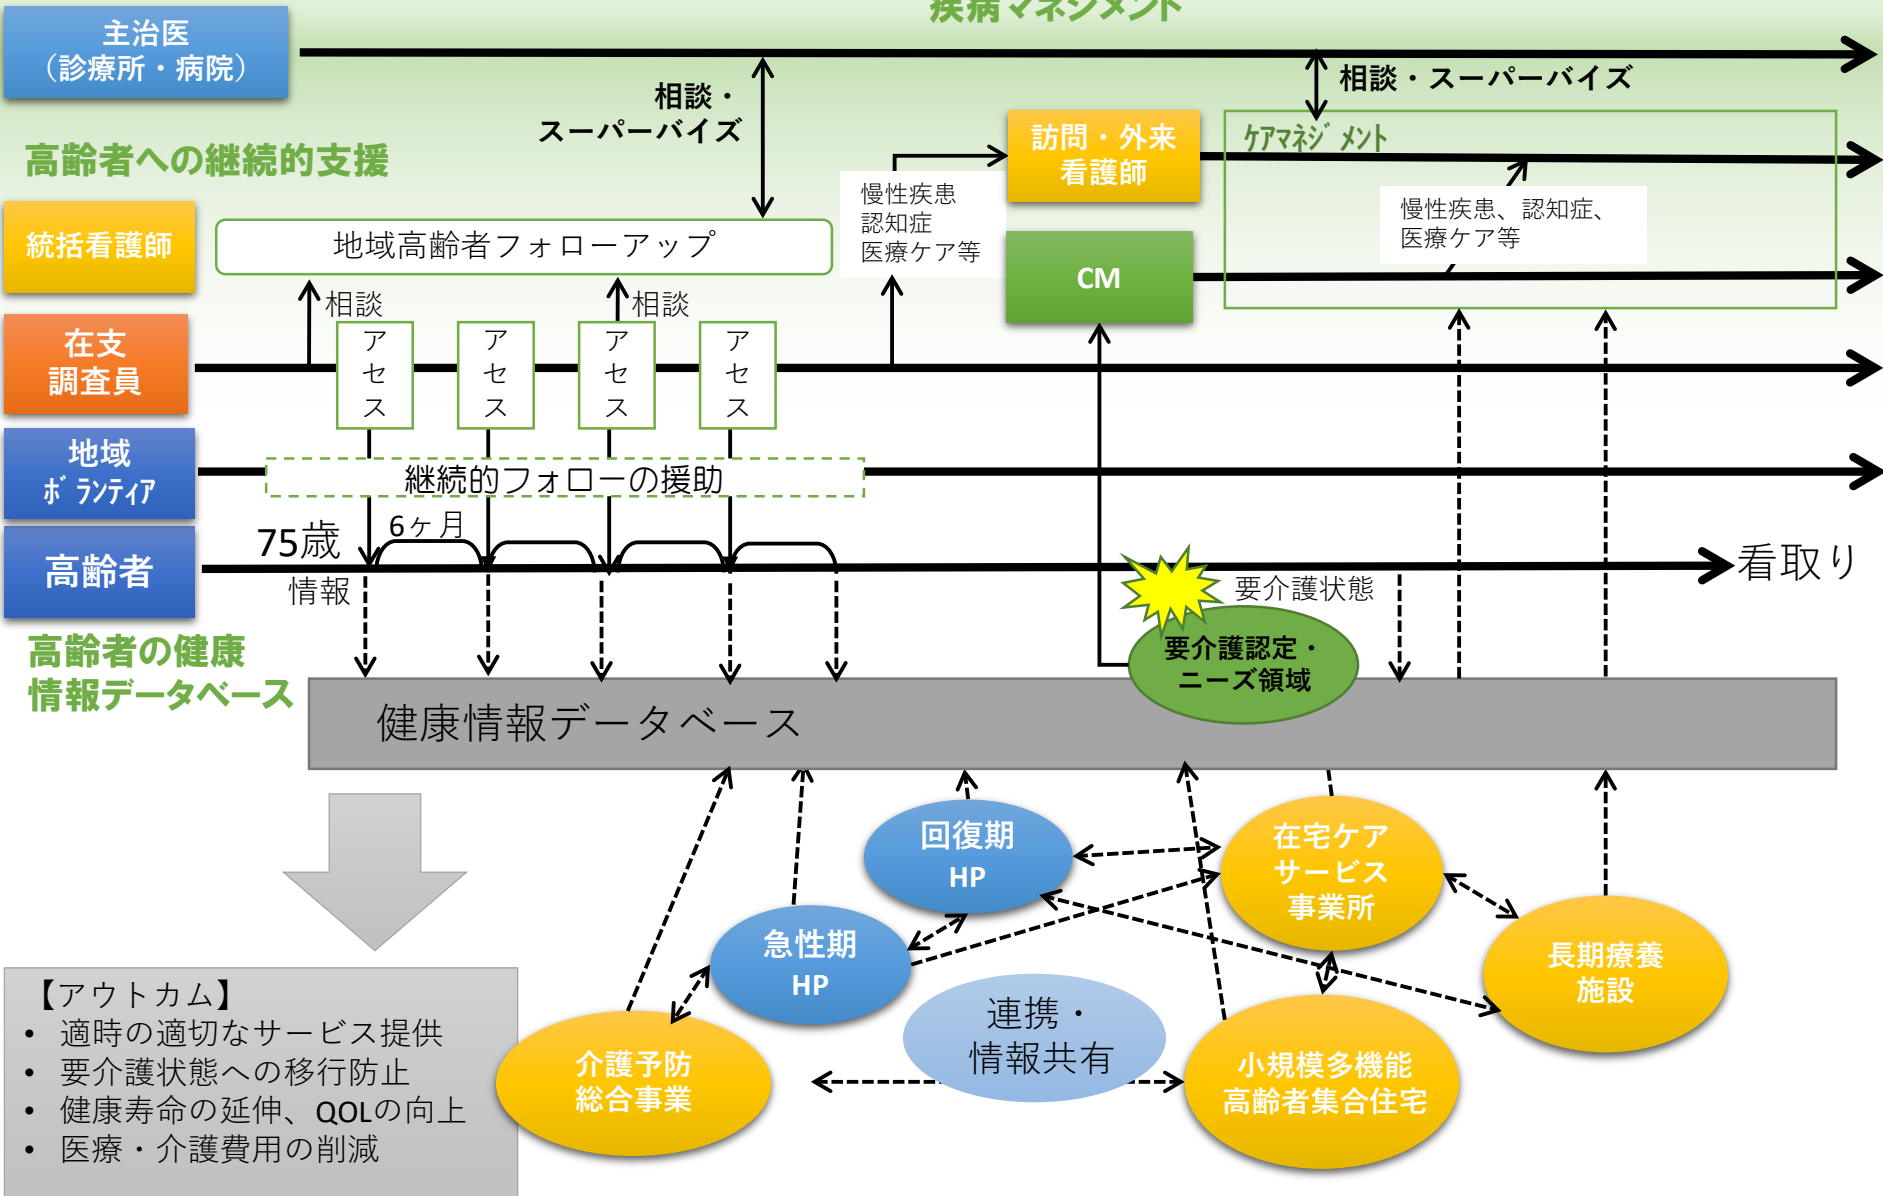 疾病マネジメント
主治医
（診療所・病院）
相談・
スーパーバイズ
相談・スーパーバイズ
高齢者への継続的支援
訪問・外来
看護師
ｹｱﾏﾈｼﾞﾒﾝﾄ
慢性疾患
認知症
医療ケア等
慢性疾患、認知症、
医療ケア等
統括看護師
地域高齢者フォローアップ
CM
相談
相談
在支
調査員
アセス
アセス
アセス
アセス
地域
ﾎﾞﾗﾝﾃｨｱ
継続的フォローの援助
75歳
6ヶ月
高齢者
看取り
情報
要介護状態
要介護認定・
ニーズ領域
高齢者の健康
情報データベース
健康情報データベース
回復期
HP
在宅ケア
サービス
事業所
急性期
HP
長期療養
施設
連携・
情報共有
介護予防
総合事業
小規模多機能
高齢者集合住宅
【アウトカム】
• 適時の適切なサービス提供
• 要介護状態への移行防止
• 健康寿命の延伸、QOLの向上
• 医療・介護費用の削減